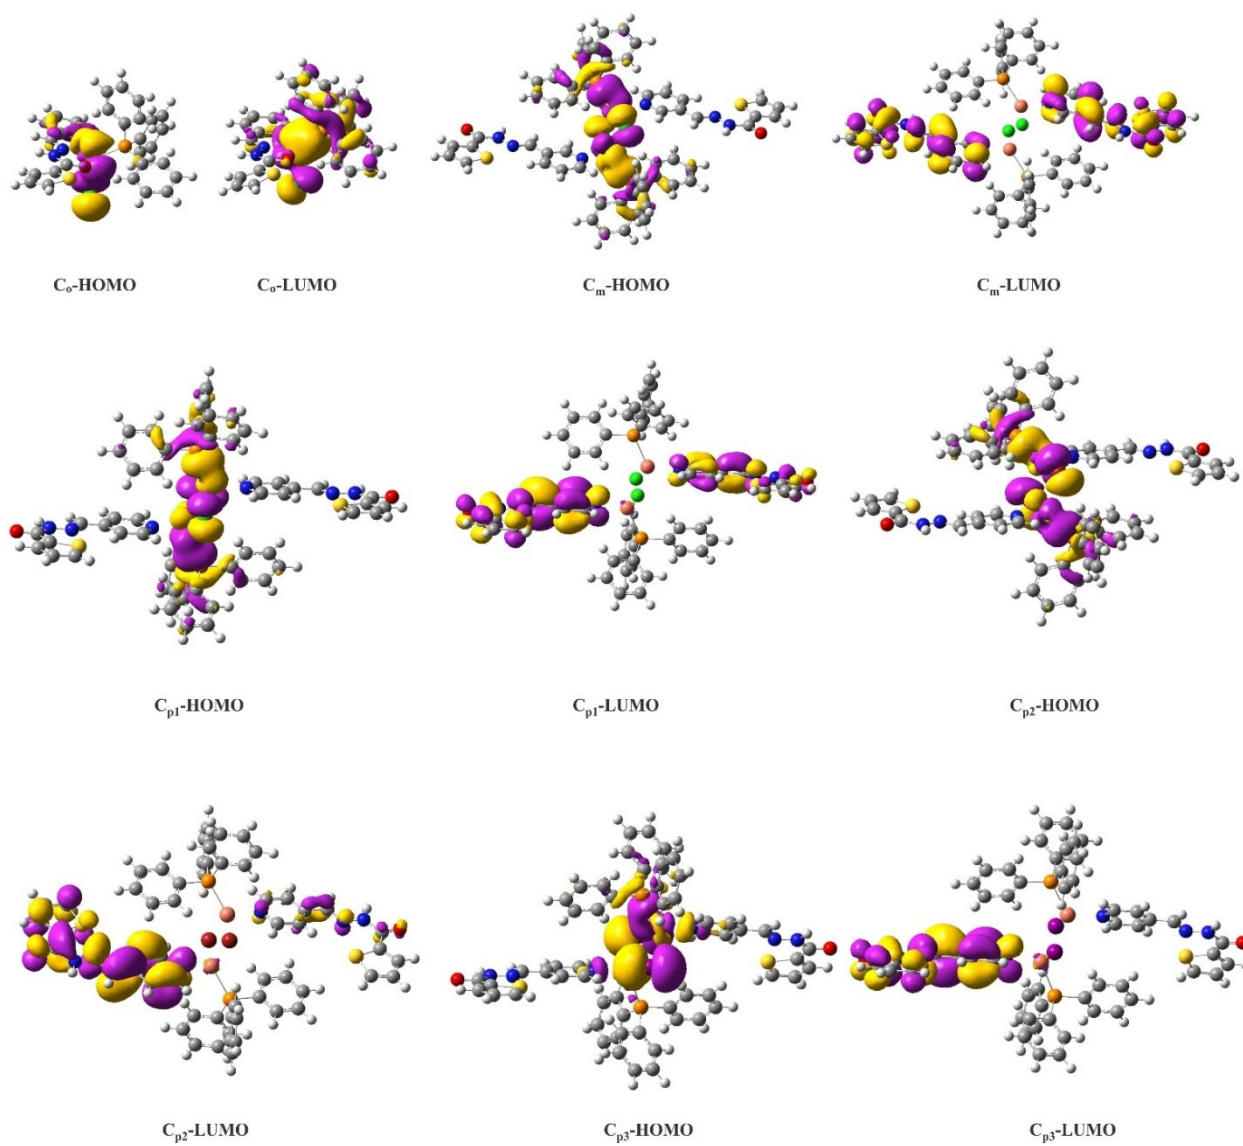 Cₒ-HOMO Cₒ-LUMO Cₘ-HOMO Cₘ-LUMO
Cₚ₁-HOMO Cₚ₁-LUMO Cₚ₂-HOMO
Cₚ₂-LUMO Cₚ₃-HOMO Cₚ₃-LUMO